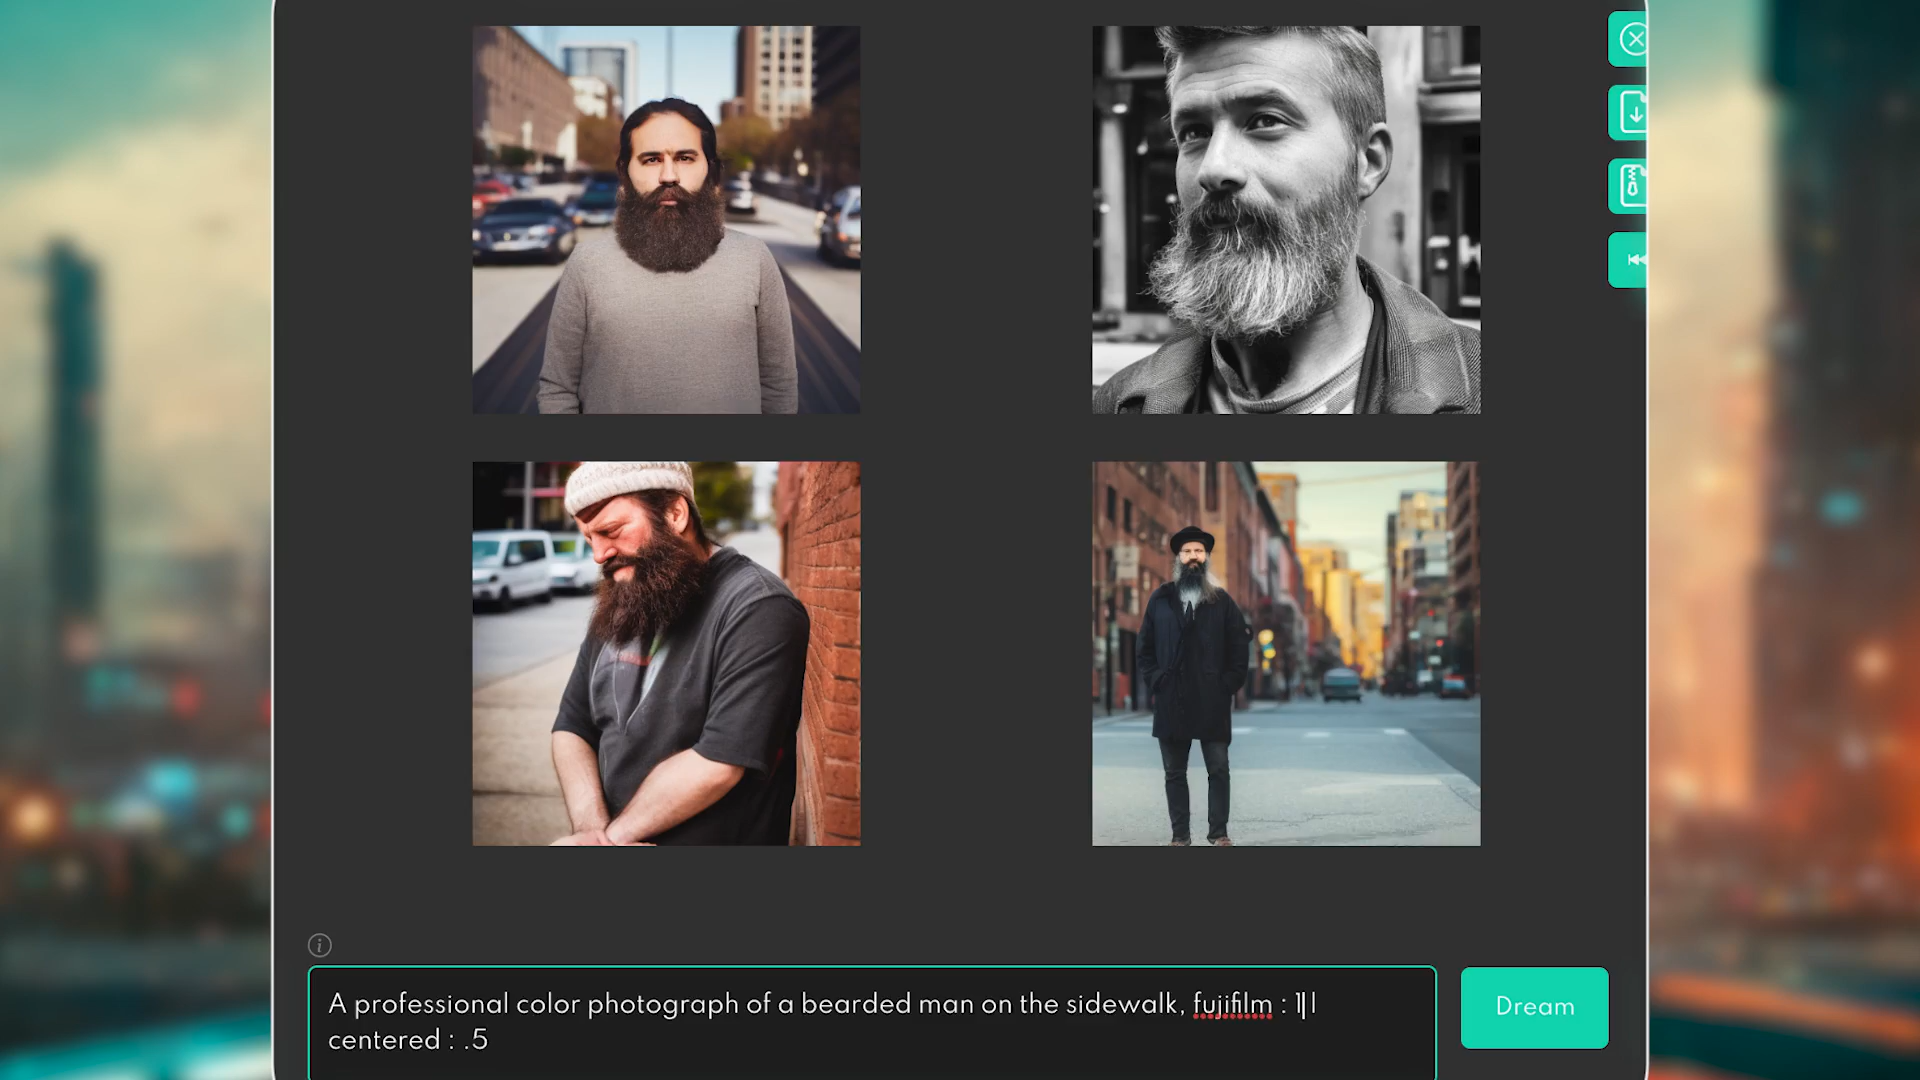 A professional color photograph of a bearded man on the sidewalk, fujifilm : 1 |
centered : .5
Dream